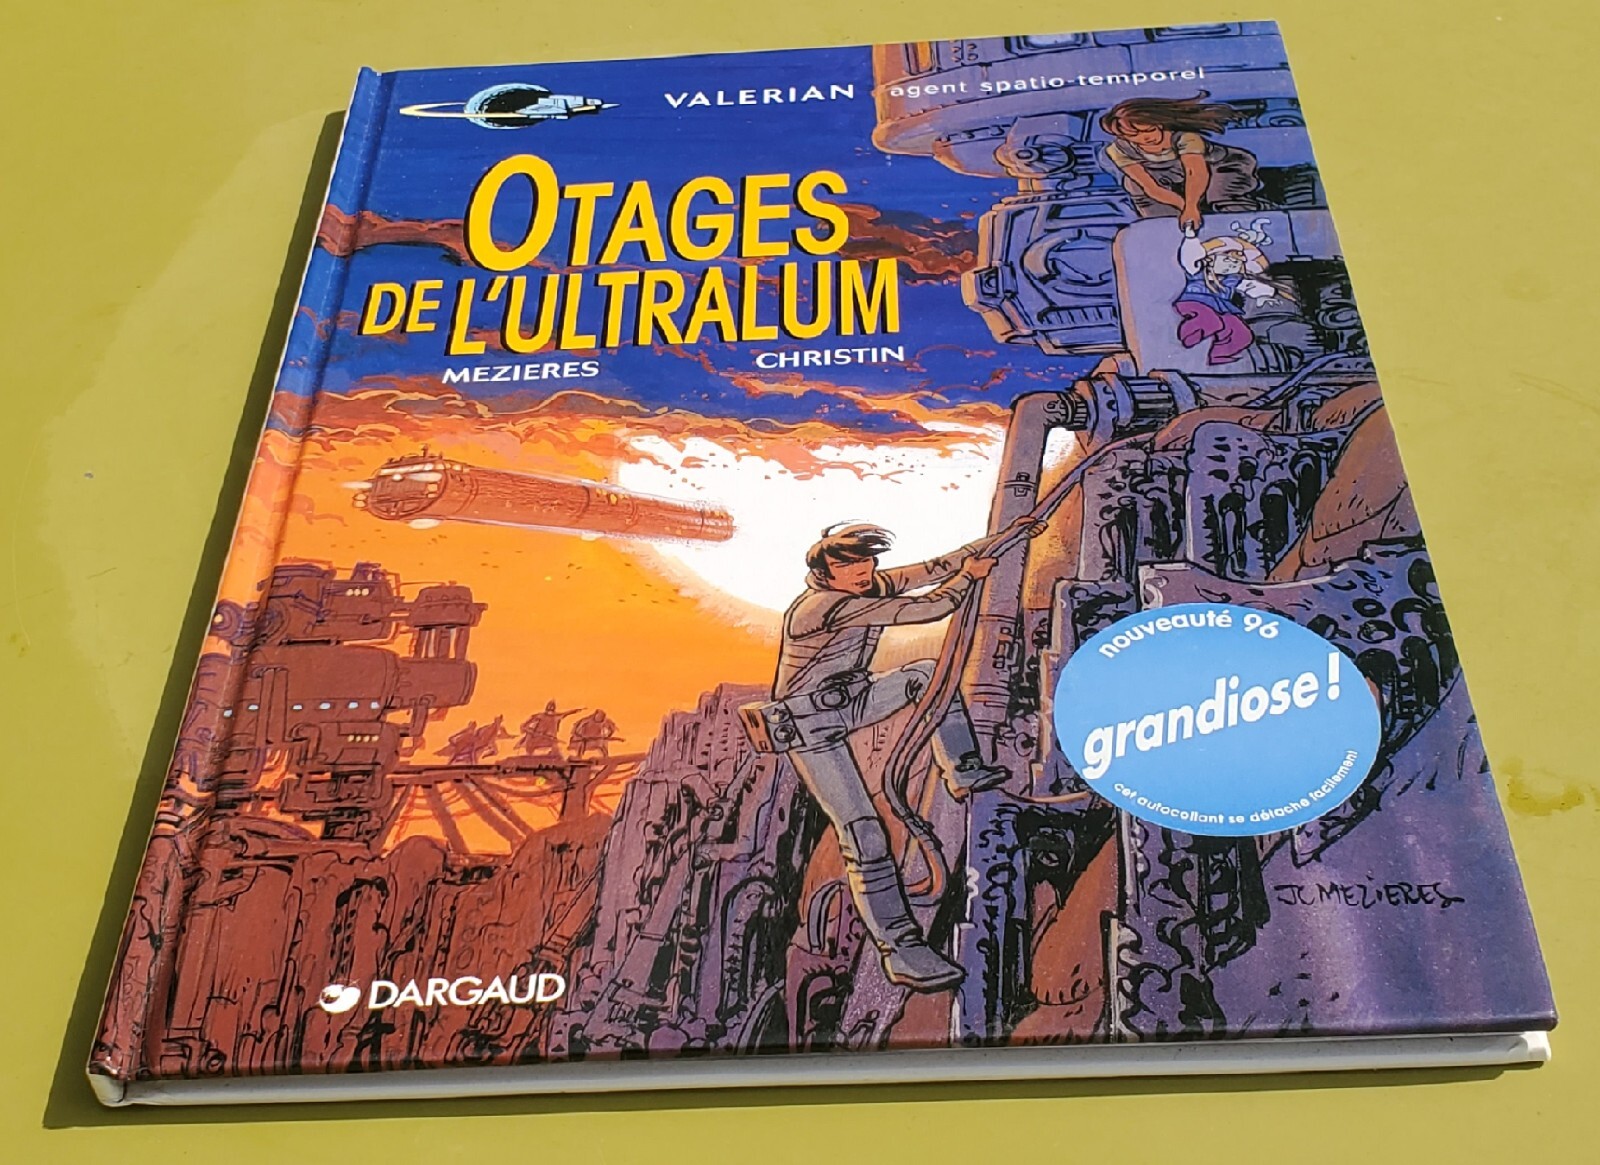 VALERIAN agent spatio-temporel
OTAGES
DE L'ULTRALUM
MEZIERES CHRISTIN
nouveauté 96
grandiose!
cet autocollant se détache facilement
JC MEZIERES
DARGAUD